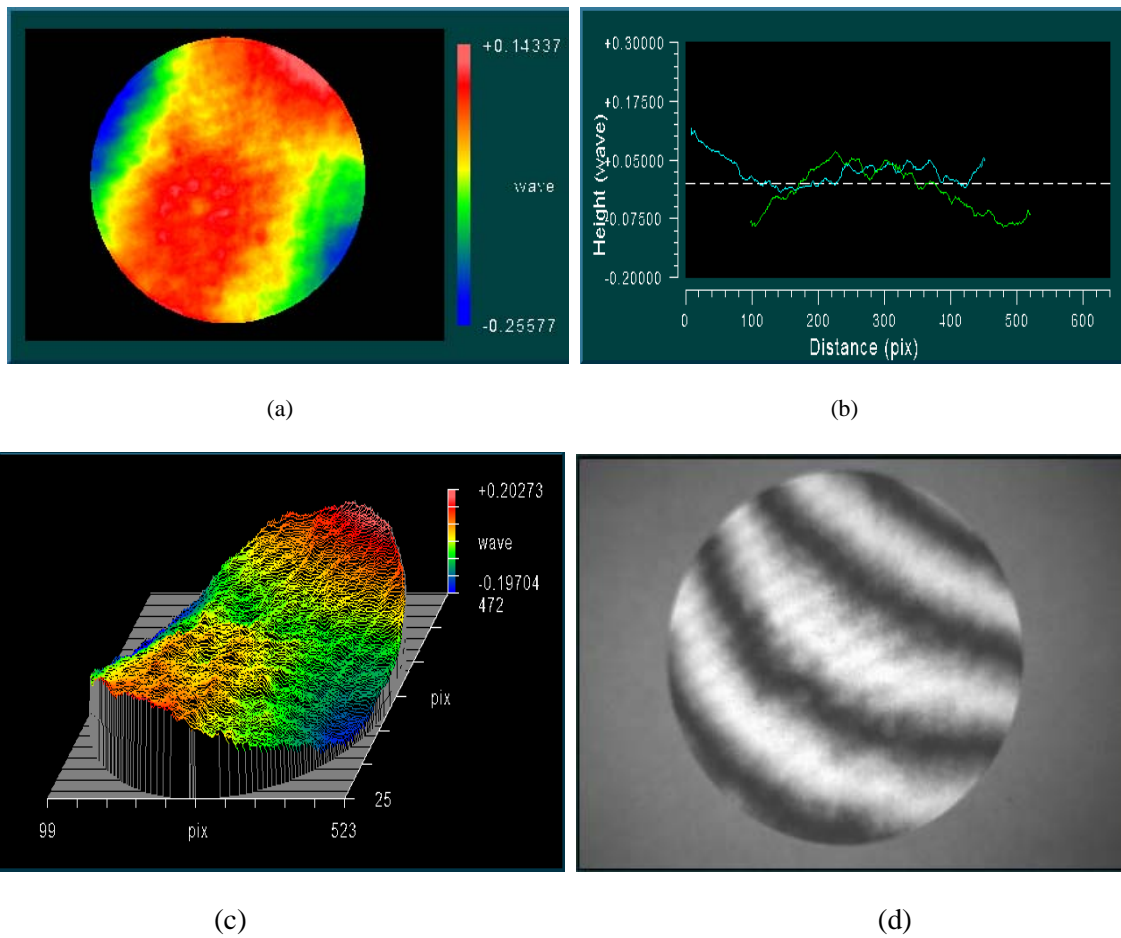 +0.14337
wave
-0.25577
(a)
+0.30000
+0.17500
+0.05000
-0.07500
-0.20000
Height (wave)
0 100 200 300 400 500 600
Distance (pix)
(b)
+0.20273
wave
-0.19704
472
pix
25
99 pix 523
(c)
(d)